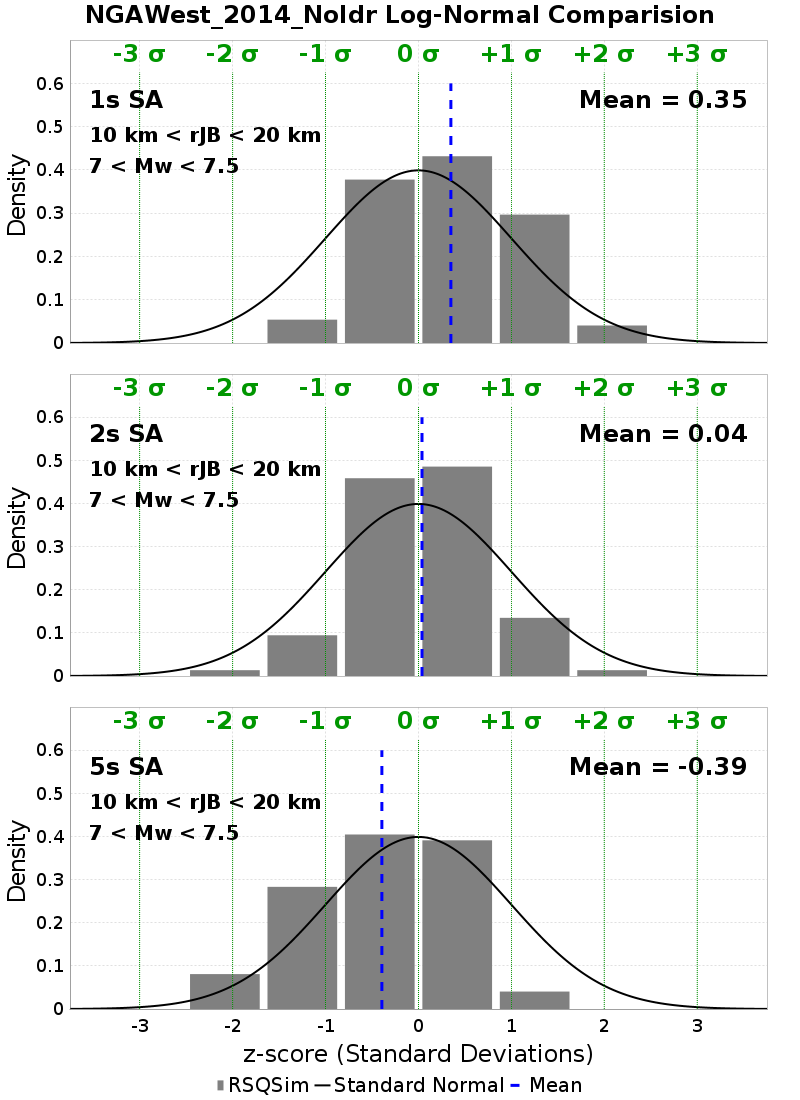 NGAWest_2014_NoIdr Log-Normal Comparision
-3 σ -2 σ -1 σ 0 σ +1 σ +2 σ +3 σ
0.6
1s SA Mean = 0.35
0.5
10 km < rJB < 20 km
0.4
7 < Mw < 7.5
0.3
0.2
0.1
0
Density
-3 σ -2 σ -1 σ 0 σ +1 σ +2 σ +3 σ
0.6
2s SA Mean = 0.04
0.5
10 km < rJB < 20 km
0.4
7 < Mw < 7.5
0.3
0.2
0.1
0
Density
-3 σ -2 σ -1 σ 0 σ +1 σ +2 σ +3 σ
0.6
5s SA Mean = -0.39
0.5
10 km < rJB < 20 km
0.4
7 < Mw < 7.5
0.3
0.2
0.1
0
Density
-3 -2 -1 0 1 2 3
z-score (Standard Deviations)
RSQSim Standard Normal Mean